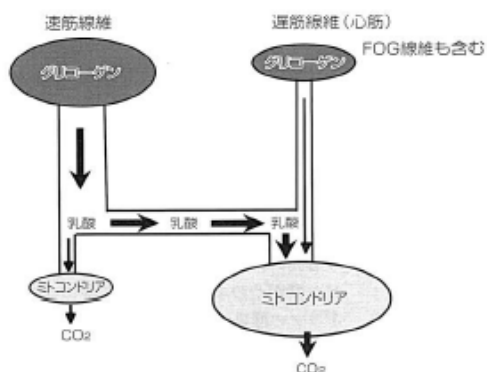 速筋線維
遅筋線維(心筋)
FOG線維も含む
グリコーゲン
グリコーゲン
乳酸
乳酸
乳酸
ミトコンドリア
ミトコンドリア
CO₂
CO₂